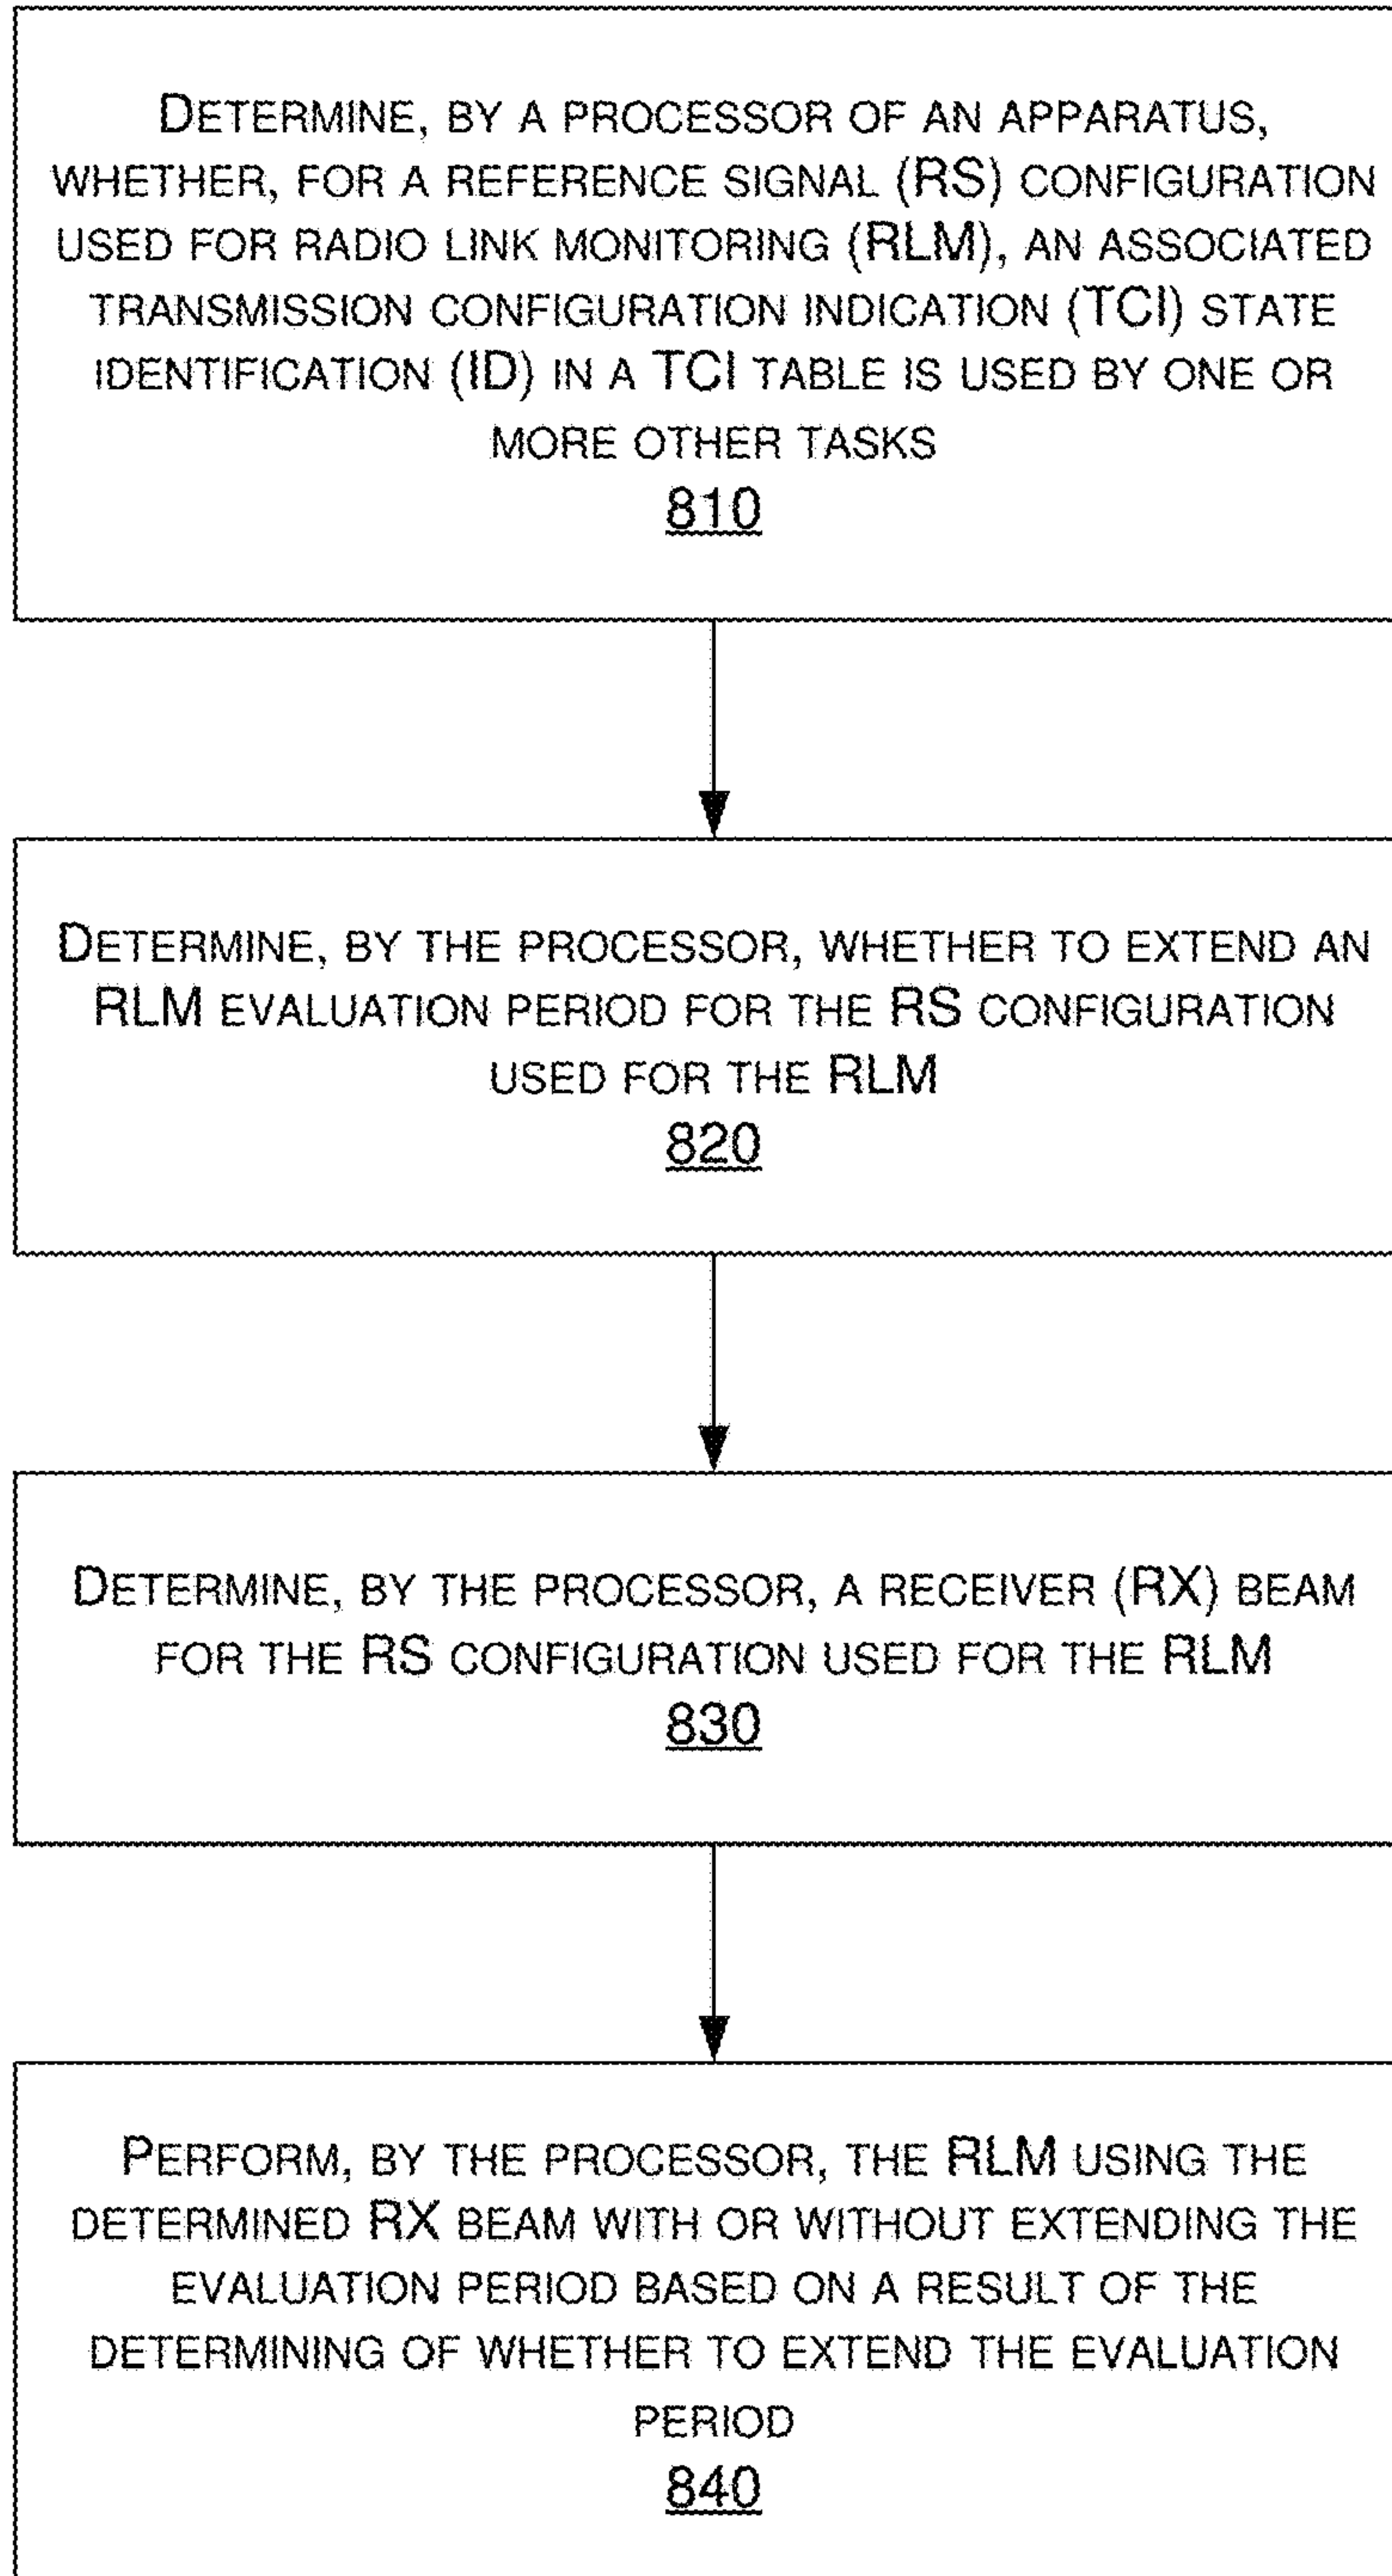 DETERMINE, BY A PROCESSOR OF AN APPARATUS,
WHETHER, FOR A REFERENCE SIGNAL (RS) CONFIGURATION
USED FOR RADIO LINK MONITORING (RLM), AN ASSOCIATED
TRANSMISSION CONFIGURATION INDICATION (TCI) STATE
IDENTIFICATION (ID) IN A TCI TABLE IS USED BY ONE OR
MORE OTHER TASKS
810
DETERMINE, BY THE PROCESSOR, WHETHER TO EXTEND AN
RLM EVALUATION PERIOD FOR THE RS CONFIGURATION
USED FOR THE RLM
820
DETERMINE, BY THE PROCESSOR, A RECEIVER (RX) BEAM
FOR THE RS CONFIGURATION USED FOR THE RLM
830
PERFORM, BY THE PROCESSOR, THE RLM USING THE
DETERMINED RX BEAM WITH OR WITHOUT EXTENDING THE
EVALUATION PERIOD BASED ON A RESULT OF THE
DETERMINING OF WHETHER TO EXTEND THE EVALUATION
PERIOD
840